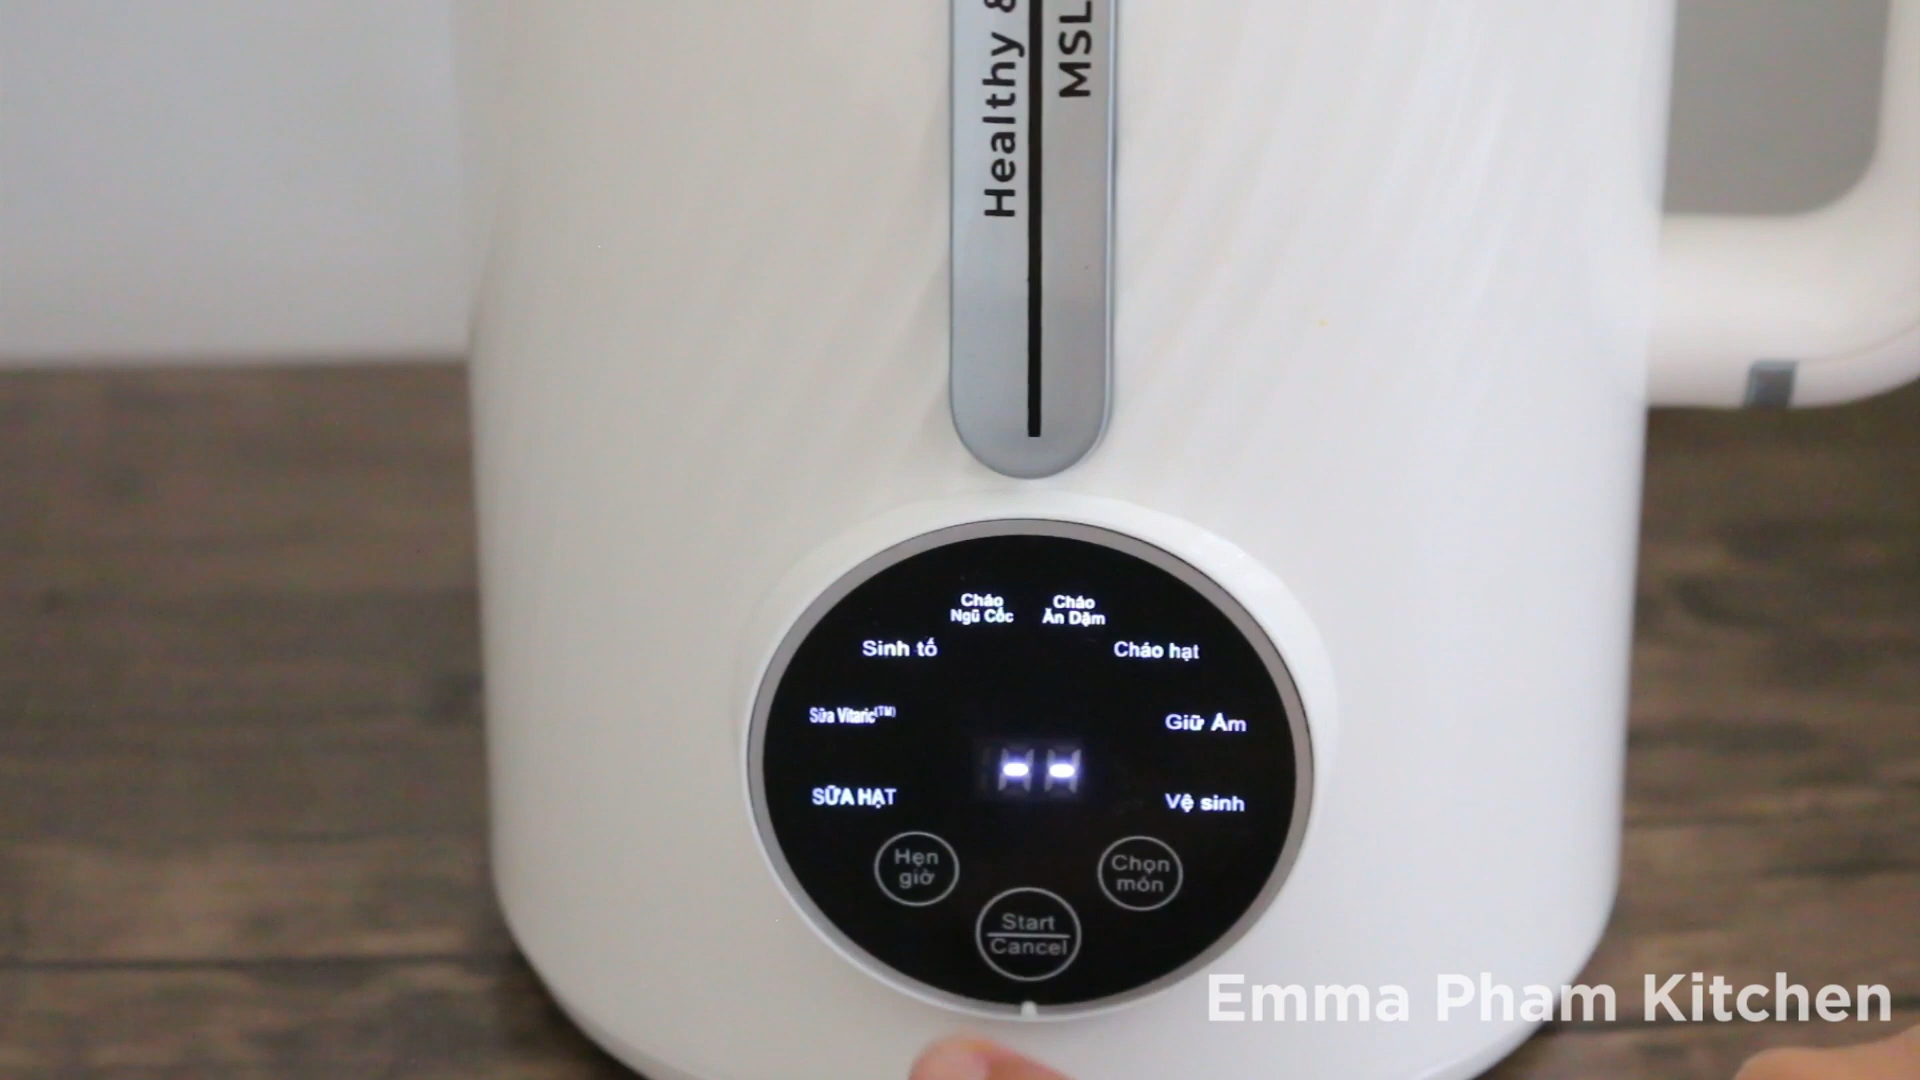 Healthy &
MSL
Cháo
Ngũ Cốc
Cháo
Ăn Dặm
Sinh tố
Cháo hạt
Sữa Vitaric(TM)
Giữ Ấm
SỮA HẠT
Vệ sinh
Hẹn
giờ
Chọn
món
Start
Cancel
Emma Pham Kitchen